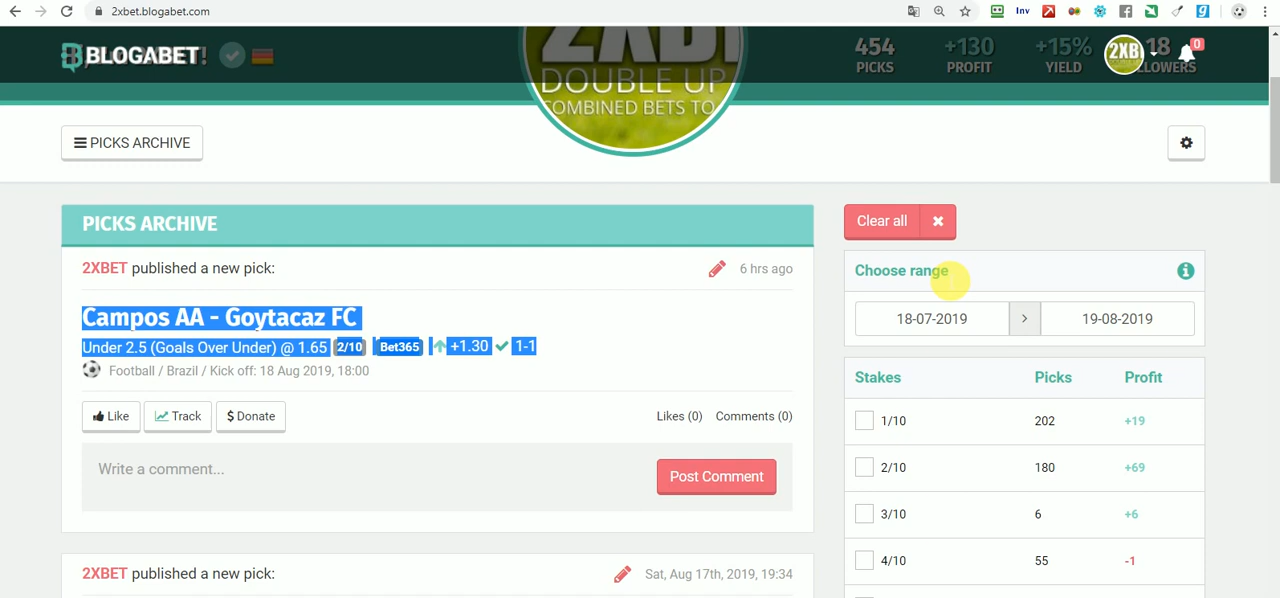 2xbet.blogabet.com
Inv
BLOGABET
2XB
DOUBLE UP
COMBINED BETS TO
454
PICKS
+130
PROFIT
+15%
YIELD
2XB
18
LLOWERS
0
PICKS ARCHIVE
PICKS ARCHIVE
2XBET published a new pick:
6 hrs ago
Campos AA - Goytacaz FC
Under 2.5 (Goals Over Under) @ 1.65 2/10 Bet365 +1.30 1-1
Football / Brazil / Kick off: 18 Aug 2019, 18:00
Like
Track
$ Donate
Likes (0)
Comments (0)
Write a comment...
Post Comment
2XBET published a new pick:
Sat, Aug 17th, 2019, 19:34
Clear all
Choose range
18-07-2019 > 19-08-2019
Stakes Picks Profit
1/10 202 +19
2/10 180 +69
3/10 6 +6
4/10 55 -1